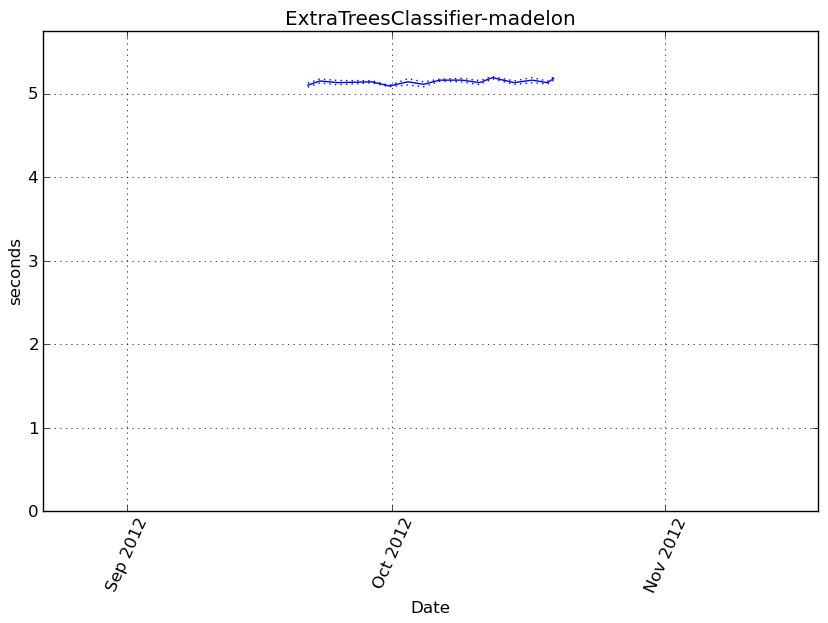 ExtraTreesClassifier-madelon
5
4
3
2
1
0
seconds
Sep 2012
Oct 2012
Nov 2012
Date